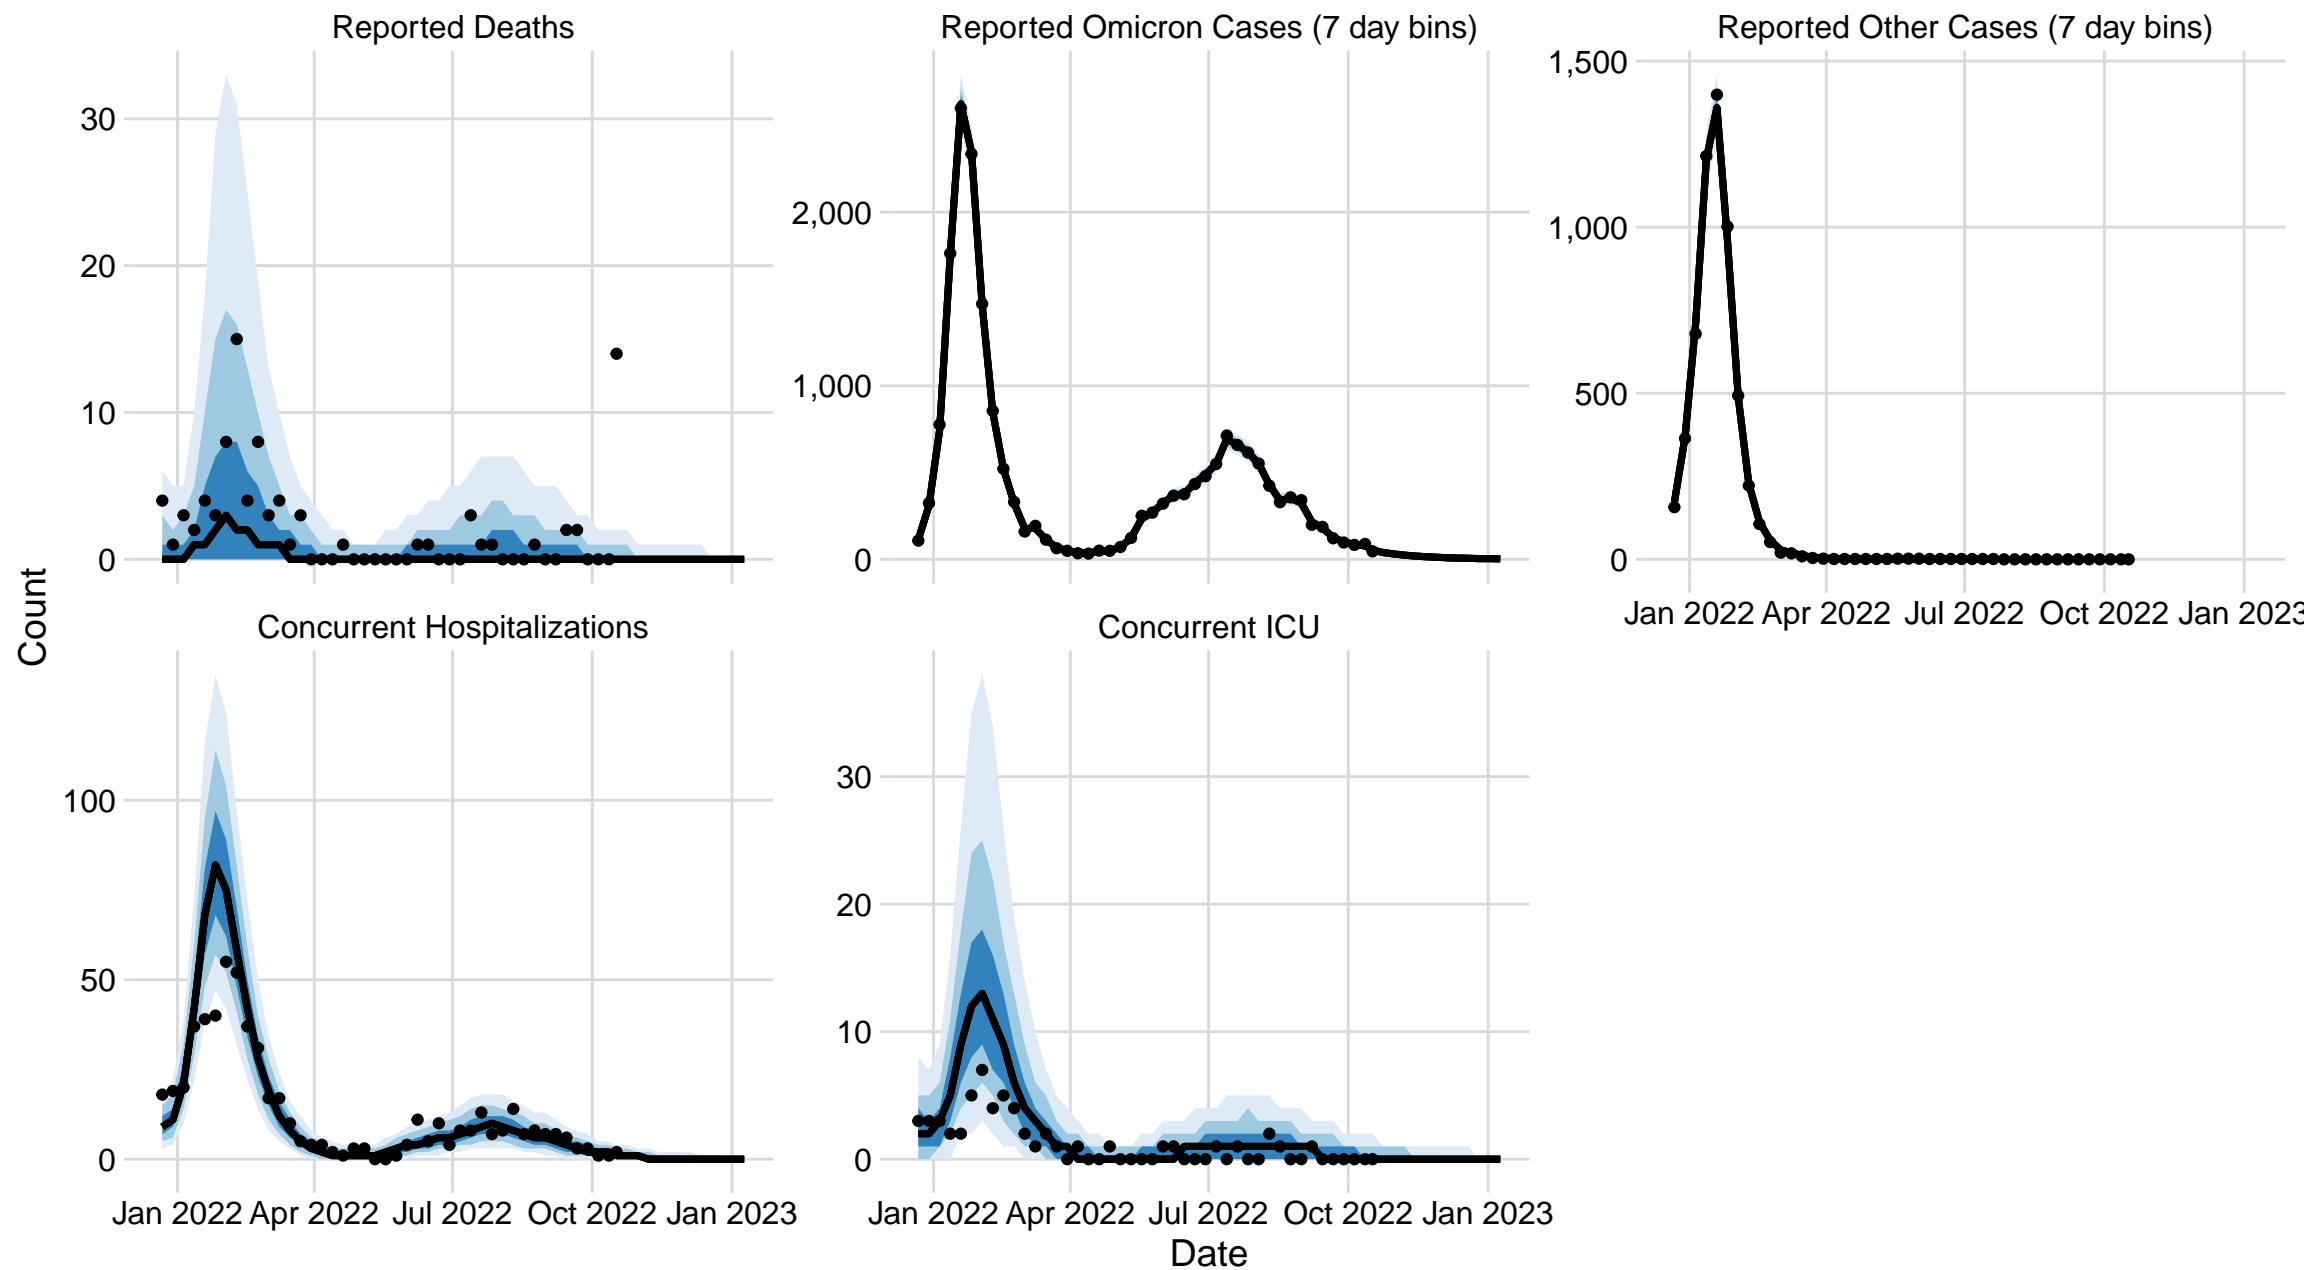 Reported Deaths
Reported Omicron Cases (7 day bins)
Reported Other Cases (7 day bins)
30
20
10
0
2,000
1,000
0
1,500
1,000
500
0
Jan 2022 Apr 2022 Jul 2022 Oct 2022 Jan 2023
Count
Concurrent Hospitalizations
Concurrent ICU
100
50
0
30
20
10
0
Jan 2022 Apr 2022 Jul 2022 Oct 2022 Jan 2023
Jan 2022 Apr 2022 Jul 2022 Oct 2022 Jan 2023
Date